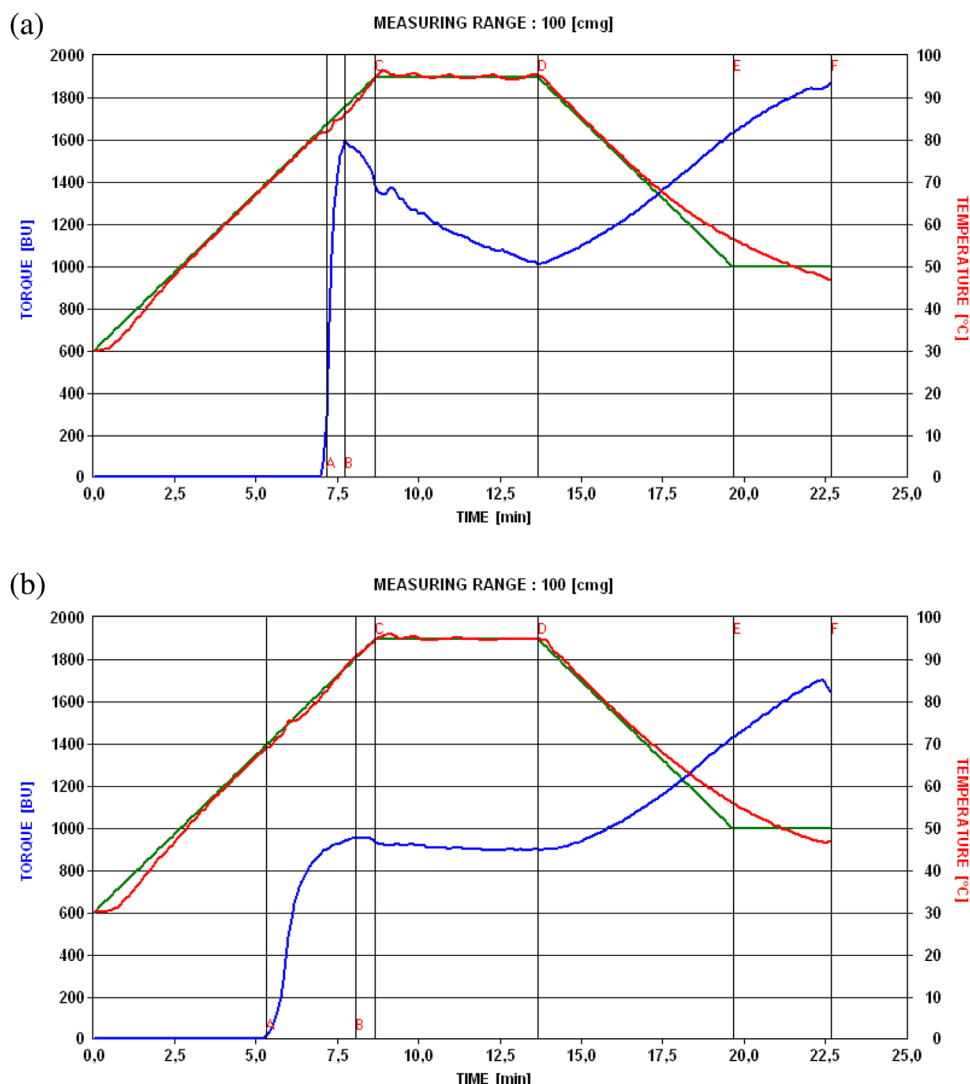 (a)
MEASURING RANGE : 100 [cmg]
2000
1800
1600
1400
1200
1000
800
600
400
200
0
TORQUE [BU]
100
90
80
70
60
50
40
30
20
10
0
TEMPERATURE [°C]
A
B
C
D
E
F
0,0 2,5 5,0 7,5 10,0 12,5 15,0 17,5 20,0 22,5 25,0
TIME [min]
(b)
MEASURING RANGE : 100 [cmg]
2000
1800
1600
1400
1200
1000
800
600
400
200
0
TORQUE [BU]
100
90
80
70
60
50
40
30
20
10
0
TEMPERATURE [°C]
A
B
C
D
E
F
0,0 2,5 5,0 7,5 10,0 12,5 15,0 17,5 20,0 22,5 25,0
TIME [min]